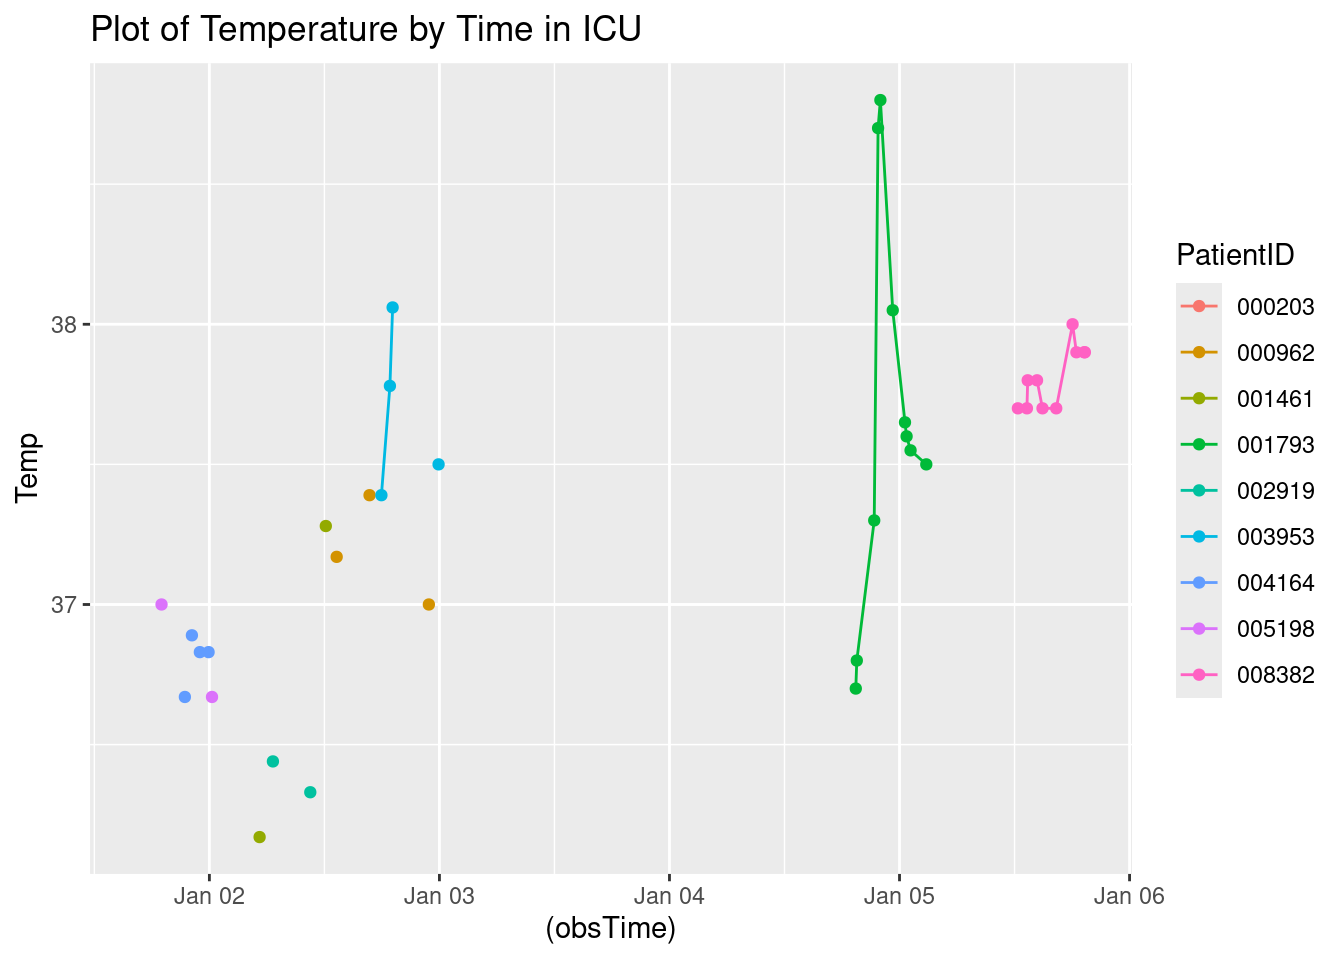 Plot of Temperature by Time in ICU
38
37
Temp
Jan 02 Jan 03 Jan 04 Jan 05 Jan 06
(obsTime)
PatientID
000203
000962
001461
001793
002919
003953
004164
005198
008382